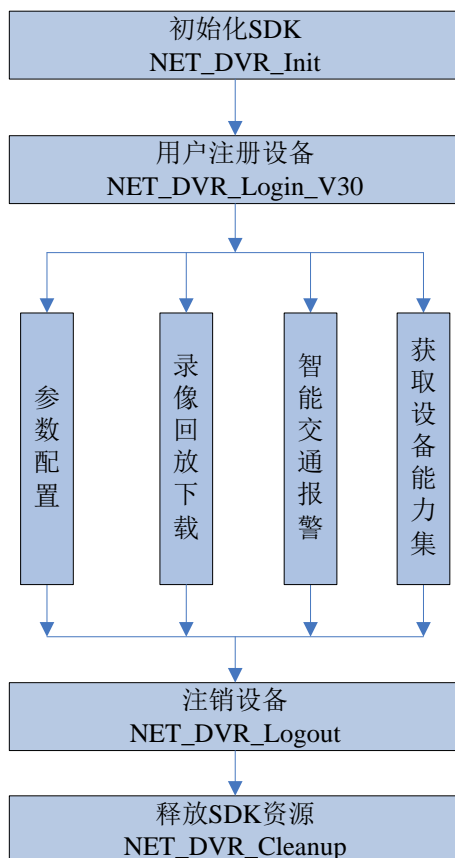 初始化SDK
NET_DVR_Init
用户注册设备
NET_DVR_Login_V30
参数配置
录像回放下载
智能交通报警
获取设备能力集
注销设备
NET_DVR_Logout
释放SDK资源
NET_DVR_Cleanup